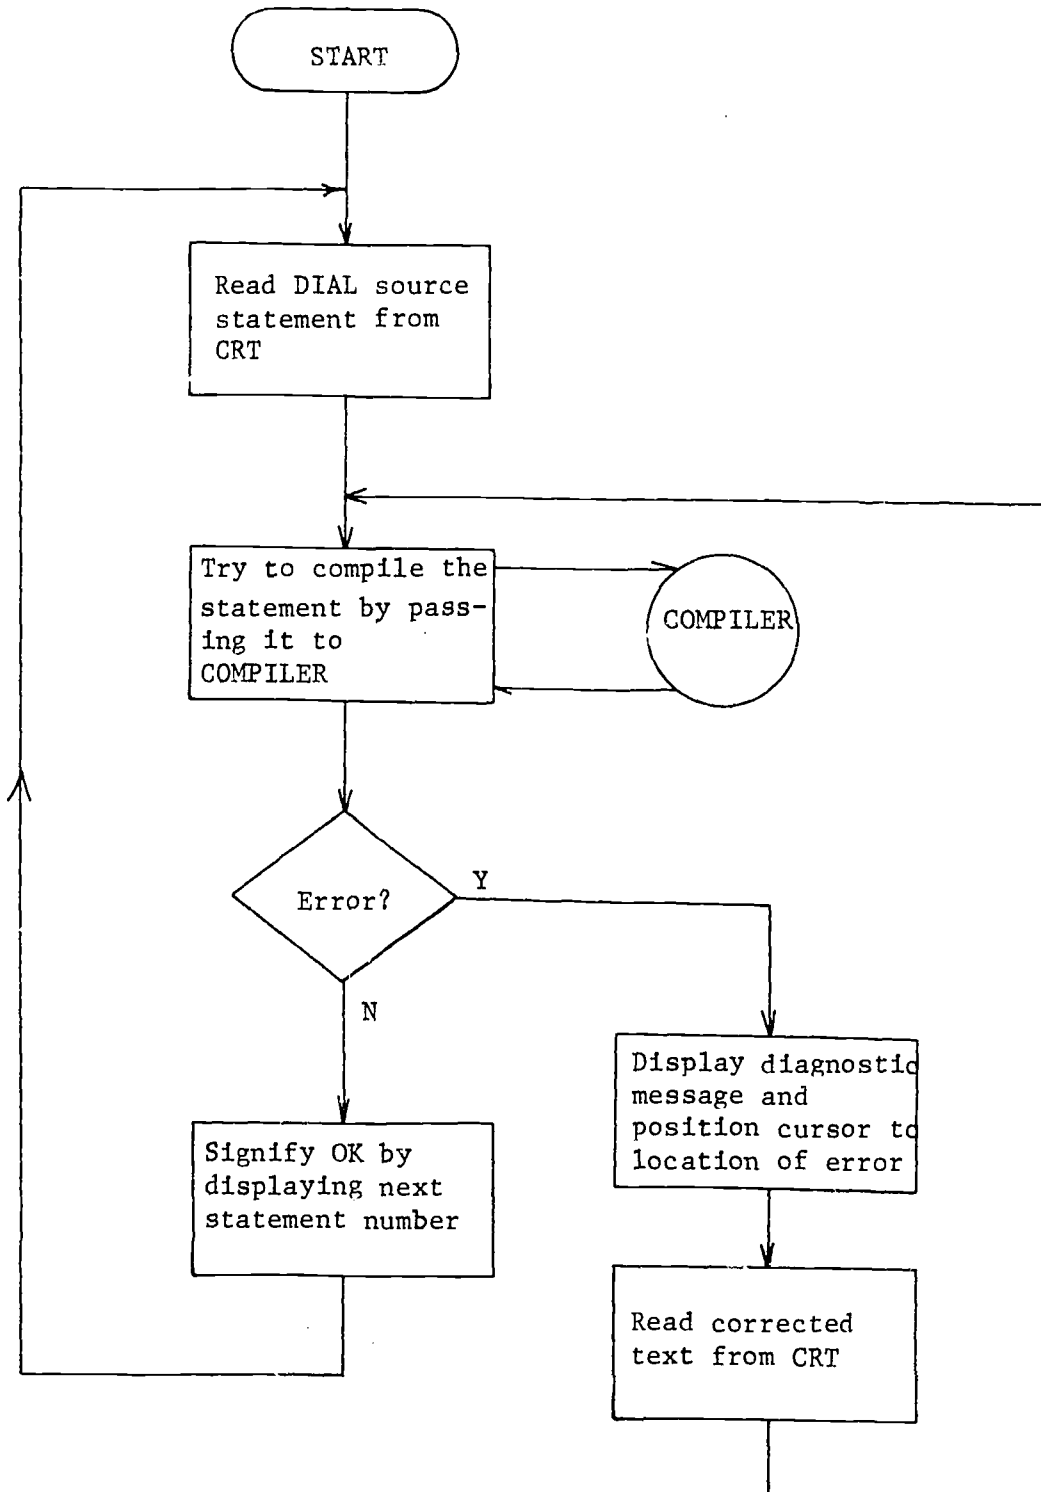 START
Read DIAL source
statement from
CRT
Try to compile the
statement by pass-
ing it to
COMPILER
COMPILER
Error?
Y
N
Display diagnostic
message and
position cursor to
location of error
Signify OK by
displaying next
statement number
Read corrected
text from CRT